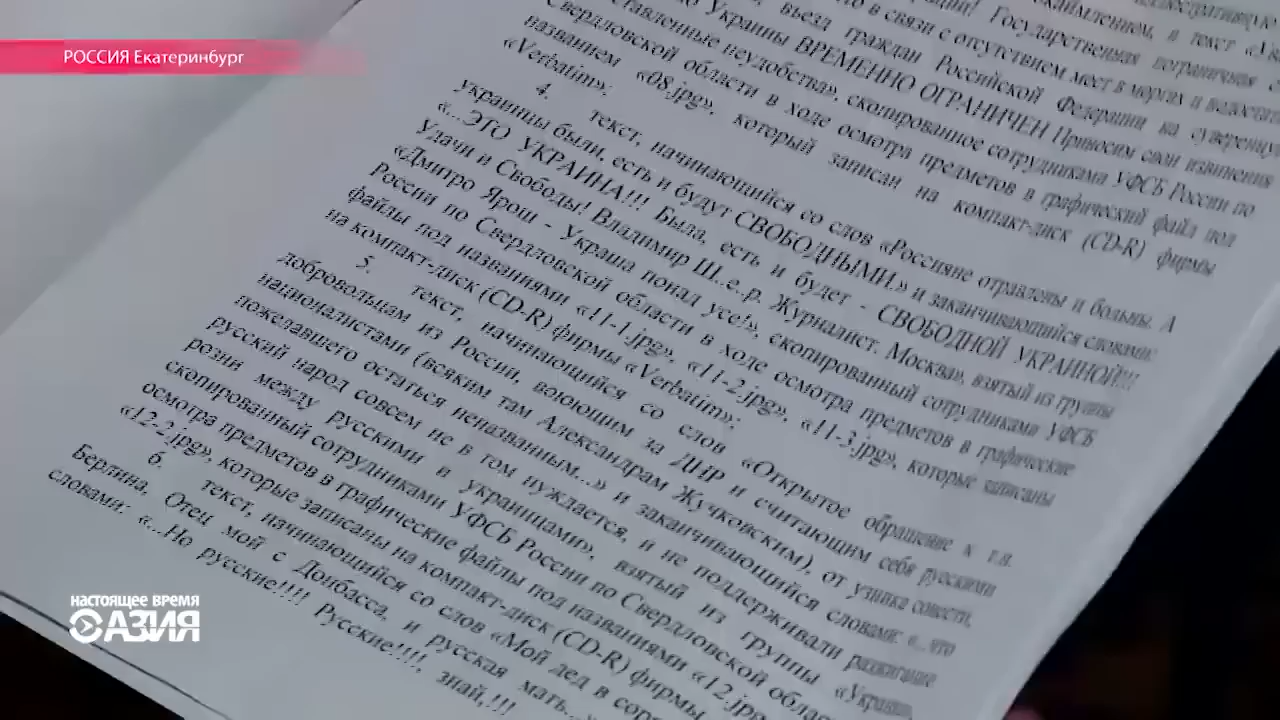 РОССИЯ Екатеринбург
въезд граждан Российской Федерации на
Украины ВРЕМЕННО ОГРАНИЧЕН Приносим свои извинения
неудобства», скопированное сотрудниками УФСБ России по
Свердловской области в ходе осмотра предметов в графический файл под
названием «08.jpg», который записан на компакт-диск (CD-R) фирмы
«Verbatim»;
4. текст, начинающийся со слов «Россияне отравлены и больны. А
украинцы были, есть и будут СВОБОДНЫМИ.» и заканчивающийся словами:
«...ЭТО УКРАИНА!!! Была, есть и будет - СВОБОДНОЙ УКРАИНОЙ!!!
Удачи и Свободы! Владимир Ш...е..р. Журналист. Москва», взятый из группы
«Дмитро Ярош - Украша понад усе!», скопированный сотрудниками УФСБ
России по Свердловской области в ходе осмотра предметов в графические
файлы под названиями «11-1.jpg», «11-2.jpg», «11-3.jpg», которые записаны
на компакт-диск (CD-R) фирмы «Verbatim»;
5. текст, начинающийся со слов «Открытое обращение к т.н.
добровольцам из России, воюющим за ДНР и считающим себя русскими
националистами (всяким там Александрам Жучковским), от узника совести,
пожелавшего остаться неназванным...» и заканчивающийся словами: «...что
русский народ совсем не в том нуждается, и не поддерживали разжигание
розни между русскими и украинцами», взятый из группы
скопированный сотрудниками УФСБ России по Свердловской
осмотра предметов в графические файлы под названиями
«12-2.jpg», которые записаны на компакт-диск (CD-R) фирмы
6. текст, начинающийся со слов «Мой дед в
Берлина, Отец мой с Донбасса, и русская мать...»
словами: «...Но русские!!!! Русские!!!!, знай,!!!
НАСТОЯЩЕЕ ВРЕМЯ
АЗИЯ